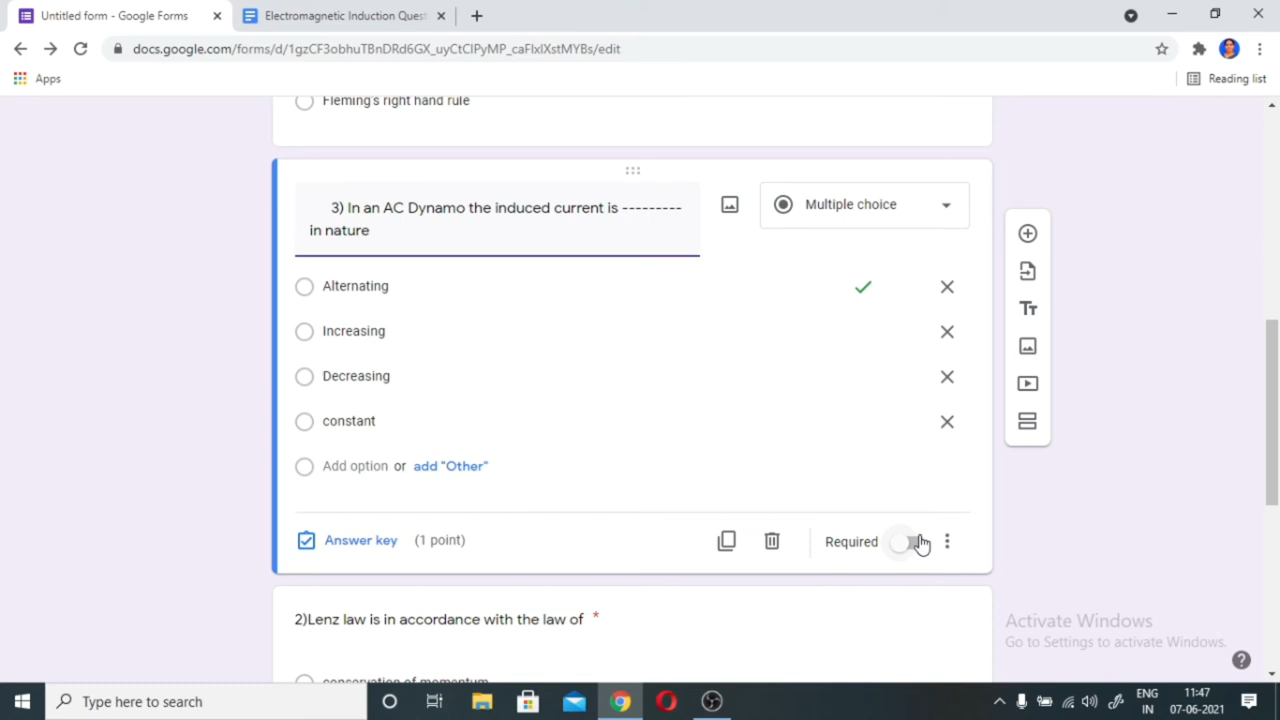 Untitled form - Google Forms
Electromagnetic Induction Quest
docs.google.com/forms/d/1gzCF3obhuTBnDRd6GX_uyCtCIPyMP_caFlxlXstMYBs/edit
Apps
Reading list
Fleming's right hand rule
3) In an AC Dynamo the induced current is ---------
in nature
Multiple choice
Alternating
Increasing
Decreasing
constant
Add option or add "Other"
Answer key (1 point)
Required
2)Lenz law is in accordance with the law of *
conservation of momentum
Activate Windows
Go to Settings to activate Windows.
Type here to search
ENG
IN
11:47
07-06-2021